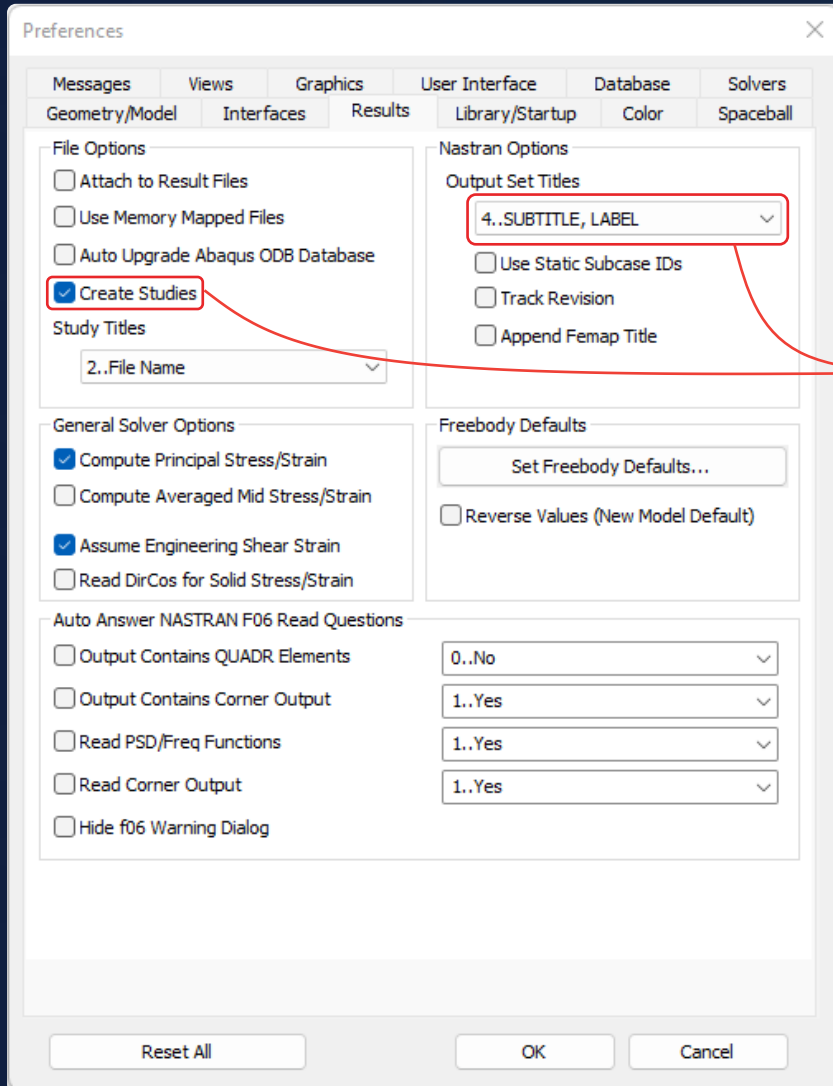 Preferences
Messages Views Graphics User Interface Database Solvers
Geometry/Model Interfaces Results Library/Startup Color Spaceball
File Options
Attach to Result Files
Use Memory Mapped Files
Auto Upgrade Abaqus ODB Database
Create Studies
Study Titles
2..File Name
Nastran Options
Output Set Titles
4..SUBTITLE, LABEL
Use Static Subcase IDs
Track Revision
Append Femap Title
General Solver Options
Compute Principal Stress/Strain
Compute Averaged Mid Stress/Strain
Assume Engineering Shear Strain
Read DirCos for Solid Stress/Strain
Freebody Defaults
Set Freebody Defaults...
Reverse Values (New Model Default)
Auto Answer NASTRAN F06 Read Questions
Output Contains QUADR Elements 0..No
Output Contains Corner Output 1..Yes
Read PSD/Freq Functions 1..Yes
Read Corner Output 1..Yes
Hide f06 Warning Dialog
Reset All OK Cancel